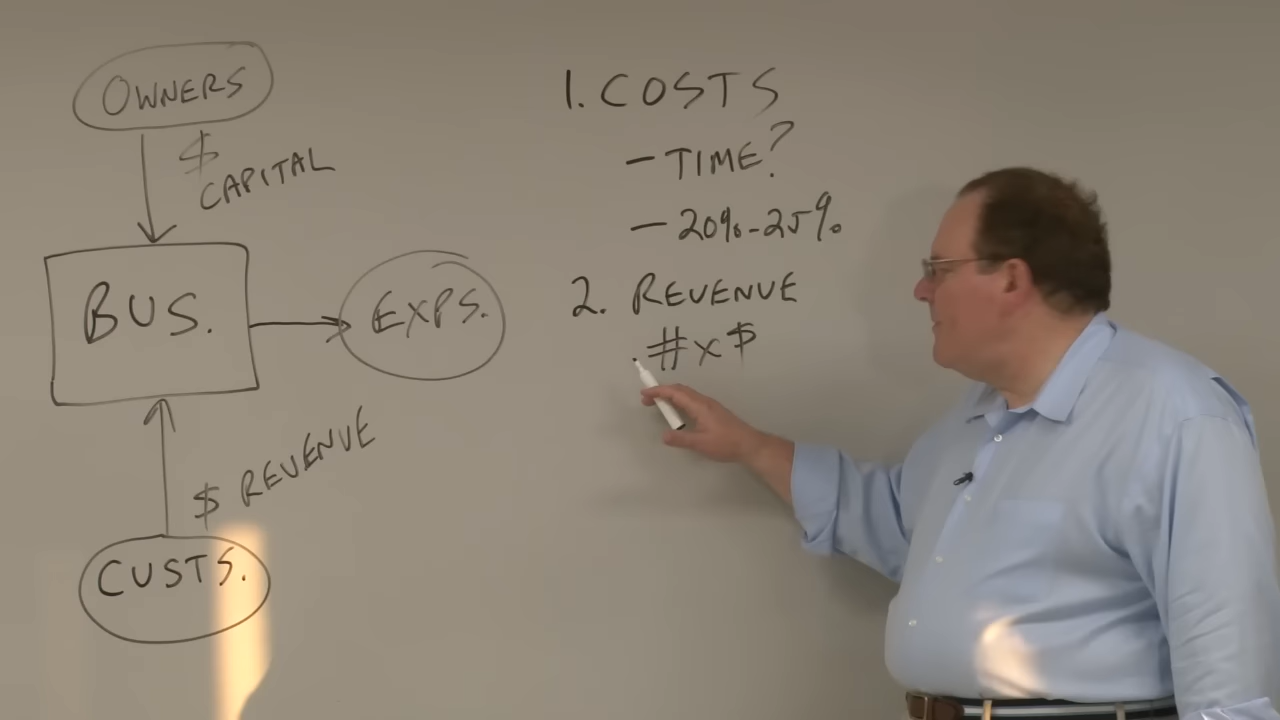 OWNERS
$
CAPITAL
BUS.
EXPS.
$ REVENUE
CUSTS.
1. COSTS
- TIME?
- 20%-25%
2. REVENUE
# x $